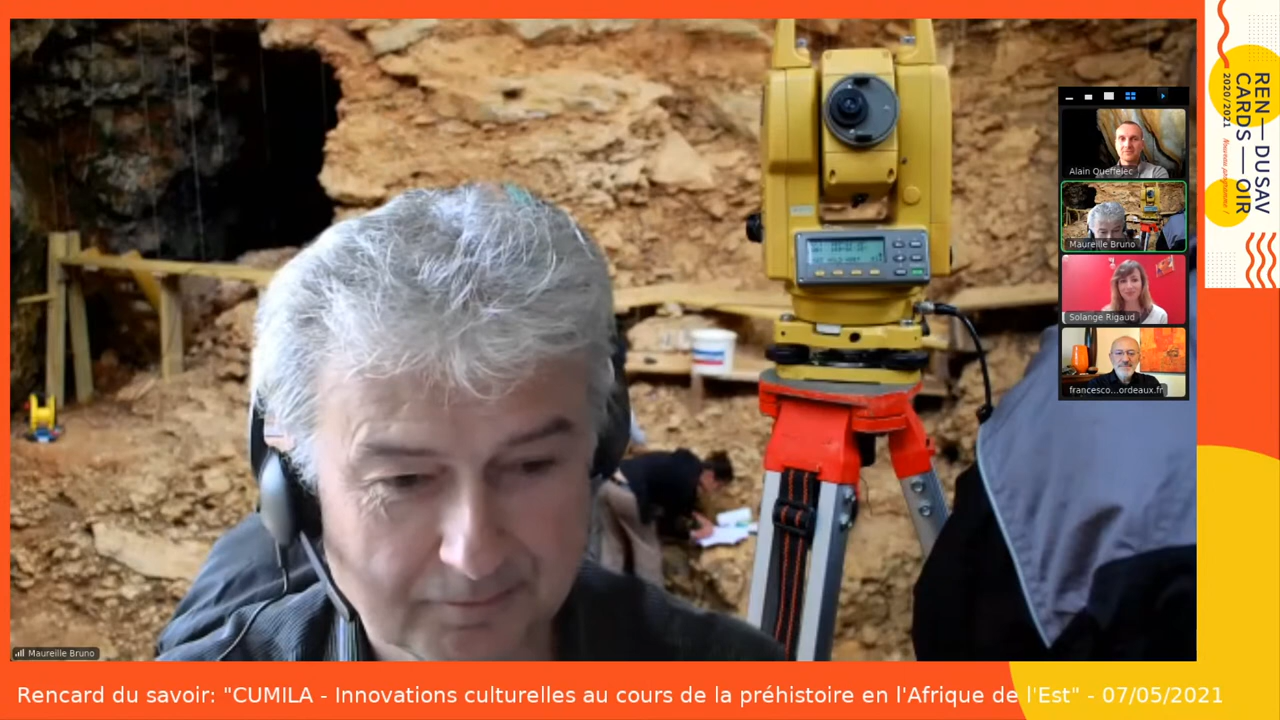 REN—DUSAV
CARDS—OIR
2020/2021
Alain Queffelec
Maureille Bruno
Solange Rigaud
francesco...ordeaux.fr
Maureille Bruno
Rencard du savoir: "CUMILA - Innovations culturelles au cours de la préhistoire en l'Afrique de l'Est" - 07/05/2021